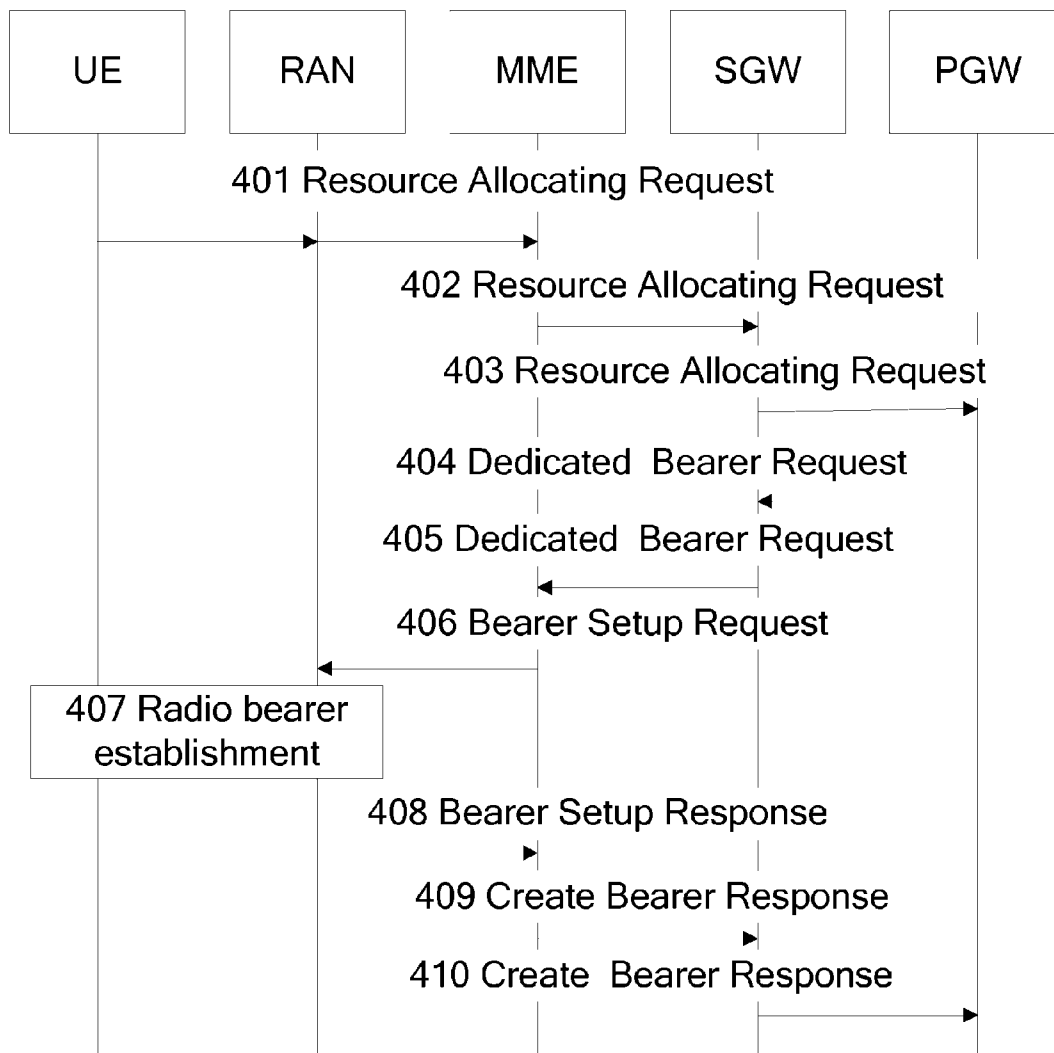 UE
RAN
MME
SGW
PGW
401 Resource Allocating Request
402 Resource Allocating Request
403 Resource Allocating Request
404 Dedicated  Bearer Request
405 Dedicated  Bearer Request
406 Bearer Setup Request
407 Radio bearer
establishment
408 Bearer Setup Response
409 Create Bearer Response
410 Create  Bearer Response